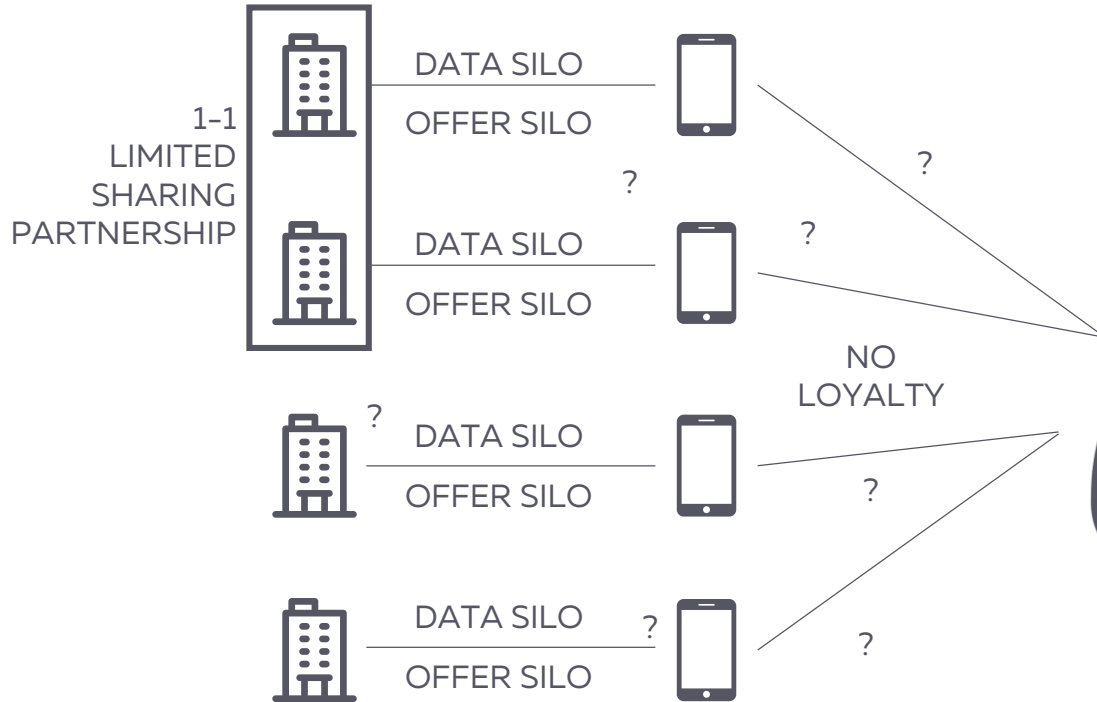 DATA SILO
OFFER SILO
1-1
LIMITED
SHARING
PARTNERSHIP
?
?
?
DATA SILO
OFFER SILO
NO
LOYALTY
?
DATA SILO
OFFER SILO
?
DATA SILO
?
OFFER SILO
?